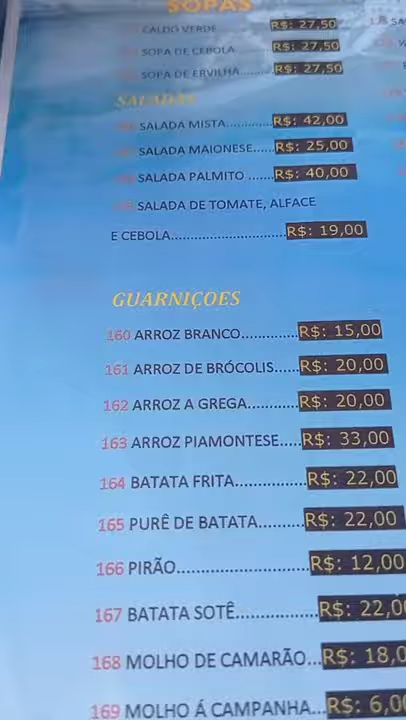 SOPAS
CALDO VERDE R$: 27,50
SOPA DE CEBOLA........R$: 27,50
SOPA DE ERVILHA........R$: 27,50
SALADAS
SALADA MISTA............R$: 42,00
SALADA MAIONESE.....R$: 25,00
SALADA PALMITO ......R$: 40,00
SALADA DE TOMATE, ALFACE
E CEBOLA.............................R$: 19,00
GUARNIÇOES
160 ARROZ BRANCO.............R$: 15,00
161 ARROZ DE BRÓCOLIS......R$: 20,00
162 ARROZ A GREGA............R$: 20,00
163 ARROZ PIAMONTESE.....R$: 33,00
164 BATATA FRITA................R$: 22,00
165 PURÊ DE BATATA..........R$: 22,00
166 PIRÃO.............................R$: 12,00
167 BATATA SOTÊ.................R$: 22,0
168 MOLHO DE CAMARÃO...R$: 18,0
169 MOLHO Á CAMPANHA...R$: 6,00